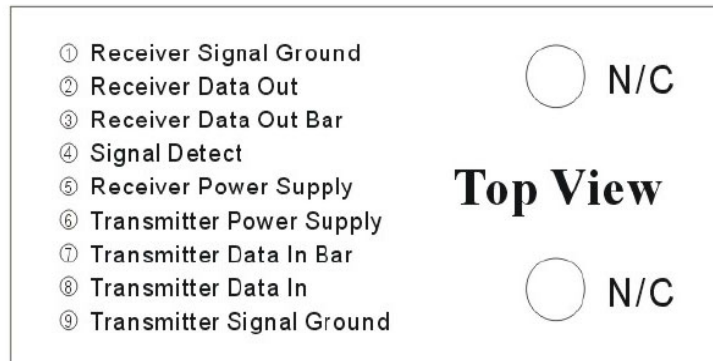 ① Receiver Signal Ground
② Receiver Data Out
③ Receiver Data Out Bar
④ Signal Detect
⑤ Receiver Power Supply
⑥ Transmitter Power Supply
⑦ Transmitter Data In Bar
⑧ Transmitter Data In
⑨ Transmitter Signal Ground
N/C
Top View
N/C